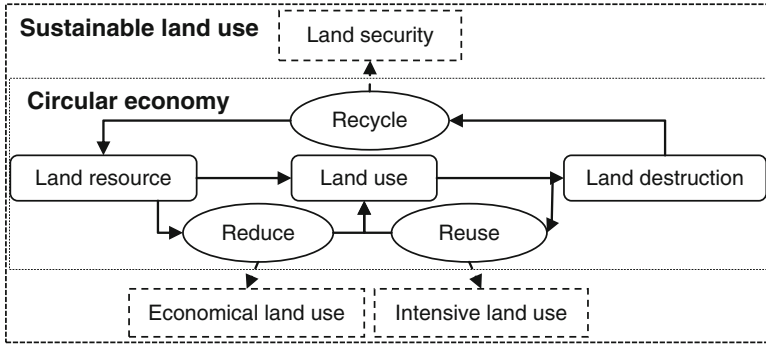 Sustainable land use
Land security
Circular economy
Recycle
Land resource
Land use
Land destruction
Reduce
Reuse
Economical land use
Intensive land use